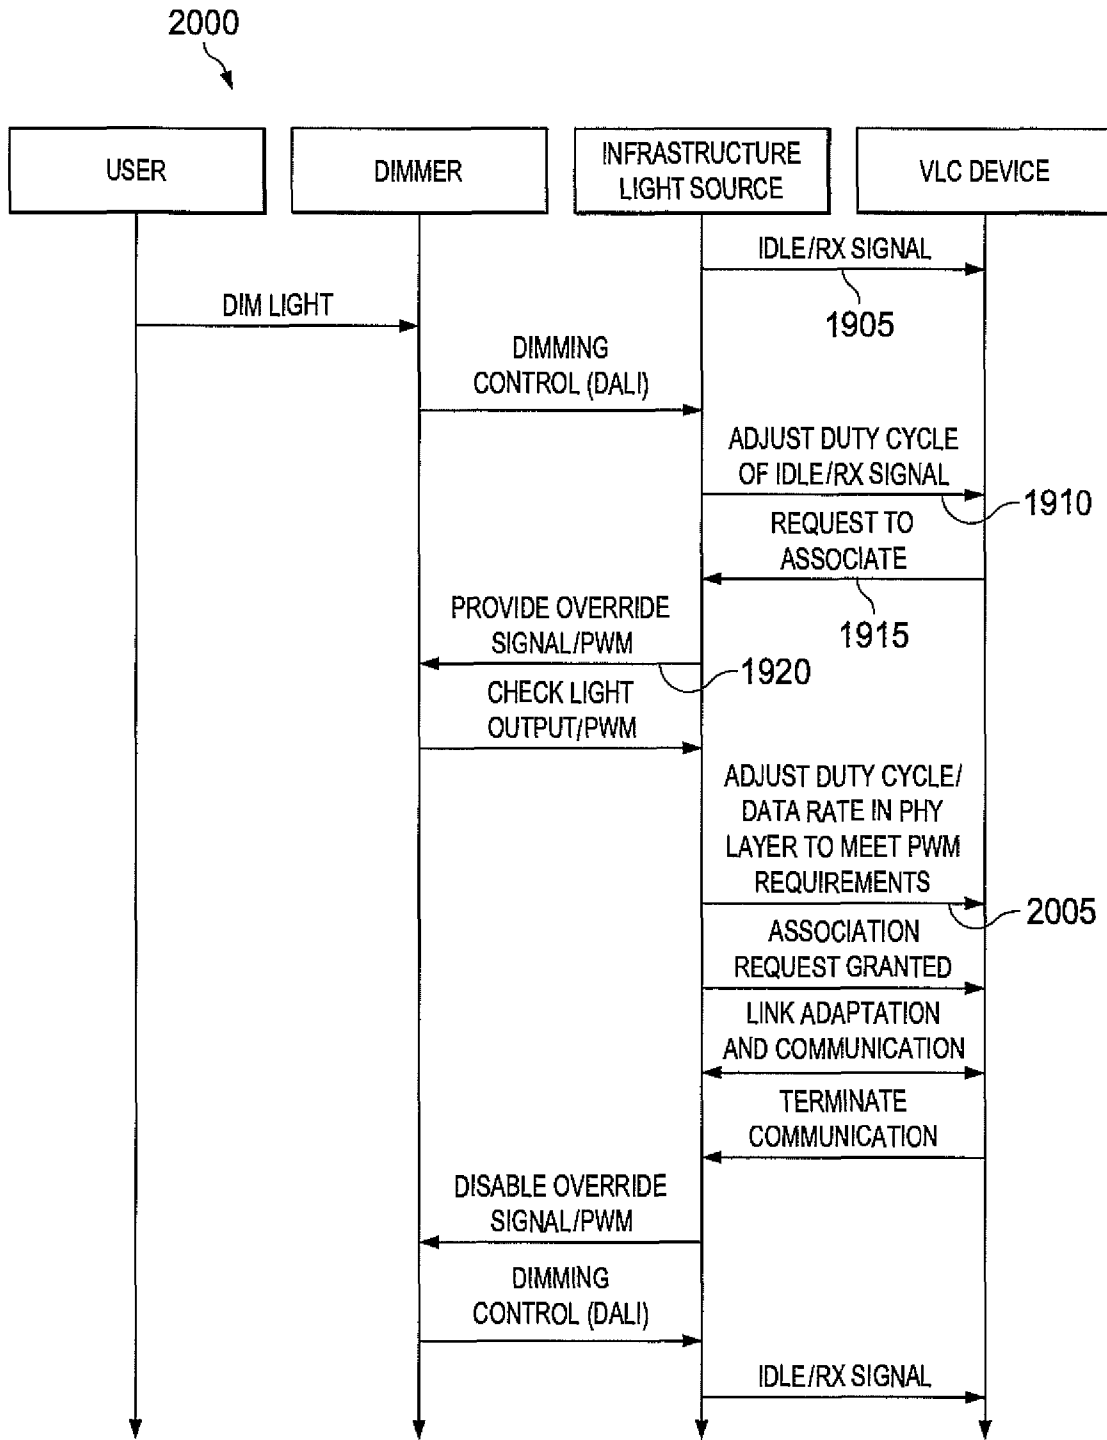 2000
USER
DIMMER
INFRASTRUCTURE
LIGHT SOURCE
VLC DEVICE
IDLE/RX SIGNAL
1905
DIM LIGHT
DIMMING
CONTROL (DALI)
ADJUST DUTY CYCLE
OF IDLE/RX SIGNAL
1910
REQUEST TO
ASSOCIATE
1915
PROVIDE OVERRIDE
SIGNAL/PWM
1920
CHECK LIGHT
OUTPUT/PWM
ADJUST DUTY CYCLE/
DATA RATE IN PHY
LAYER TO MEET PWM
REQUIREMENTS
2005
ASSOCIATION
REQUEST GRANTED
LINK ADAPTATION
AND COMMUNICATION
TERMINATE
COMMUNICATION
DISABLE OVERRIDE
SIGNAL/PWM
DIMMING
CONTROL (DALI)
IDLE/RX SIGNAL